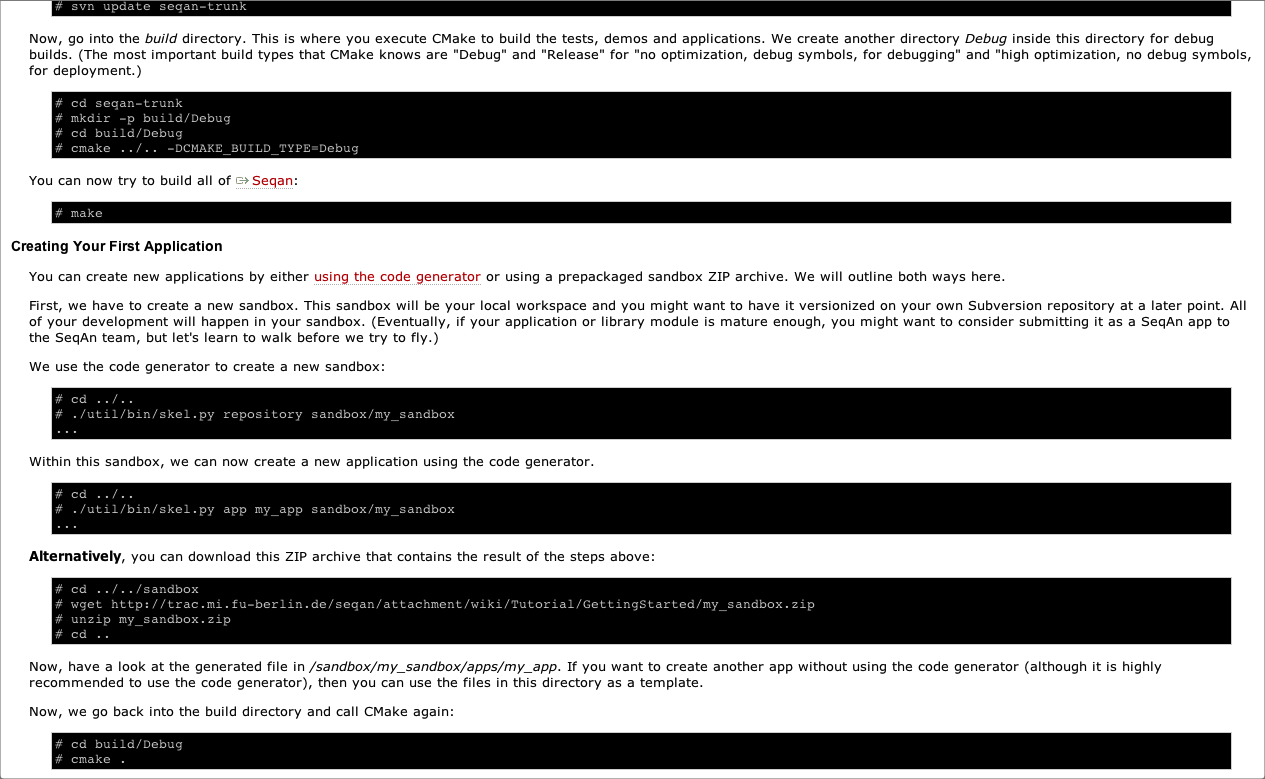 # svn update seqan-trunk
Now, go into the build directory. This is where you execute CMake to build the tests, demos and applications. We create another directory Debug inside this directory for debug
builds. (The most important build types that CMake knows are "Debug" and "Release" for "no optimization, debug symbols, for debugging" and "high optimization, no debug symbols,
for deployment.)
# cd seqan-trunk
# mkdir -p build/Debug
# cd build/Debug
# cmake ../.. -DCMAKE_BUILD_TYPE=Debug
You can now try to build all of Seqan:
# make
Creating Your First Application
You can create new applications by either using the code generator or using a prepackaged sandbox ZIP archive. We will outline both ways here.
First, we have to create a new sandbox. This sandbox will be your local workspace and you might want to have it versionized on your own Subversion repository at a later point. All
of your development will happen in your sandbox. (Eventually, if your application or library module is mature enough, you might want to consider submitting it as a SeqAn app to
the SeqAn team, but let's learn to walk before we try to fly.)
We use the code generator to create a new sandbox:
# cd ../..
# ./util/bin/skel.py repository sandbox/my_sandbox
...
Within this sandbox, we can now create a new application using the code generator.
# cd ../..
# ./util/bin/skel.py app my_app sandbox/my_sandbox
...
Alternatively, you can download this ZIP archive that contains the result of the steps above:
# cd ../../sandbox
# wget http://trac.mi.fu-berlin.de/seqan/attachment/wiki/Tutorial/GettingStarted/my_sandbox.zip
# unzip my_sandbox.zip
# cd ..
Now, have a look at the generated file in /sandbox/my_sandbox/apps/my_app. If you want to create another app without using the code generator (although it is highly
recommended to use the code generator), then you can use the files in this directory as a template.
Now, we go back into the build directory and call CMake again:
# cd build/Debug
# cmake .